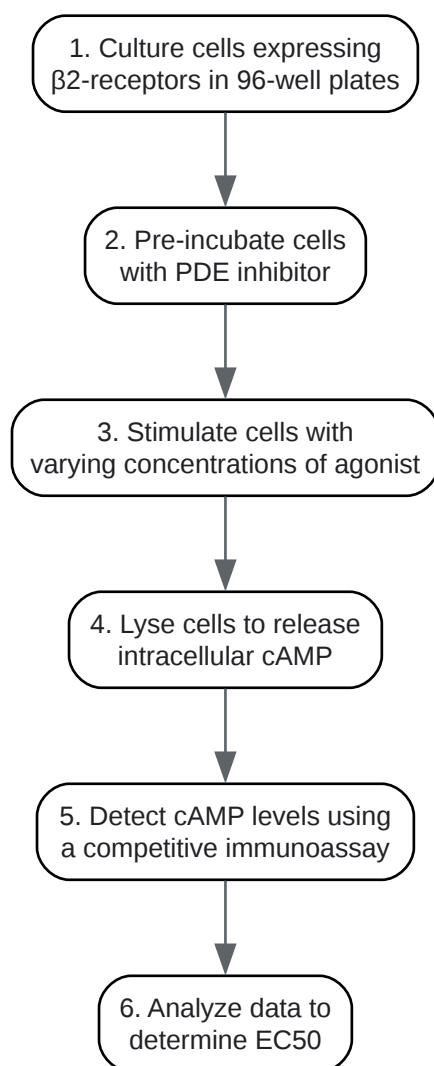 1. Culture cells expressing
β2-receptors in 96-well plates
2. Pre-incubate cells
with PDE inhibitor
3. Stimulate cells with
varying concentrations of agonist
4. Lyse cells to release
intracellular cAMP
5. Detect cAMP levels using
a competitive immunoassay
6. Analyze data to
determine EC50